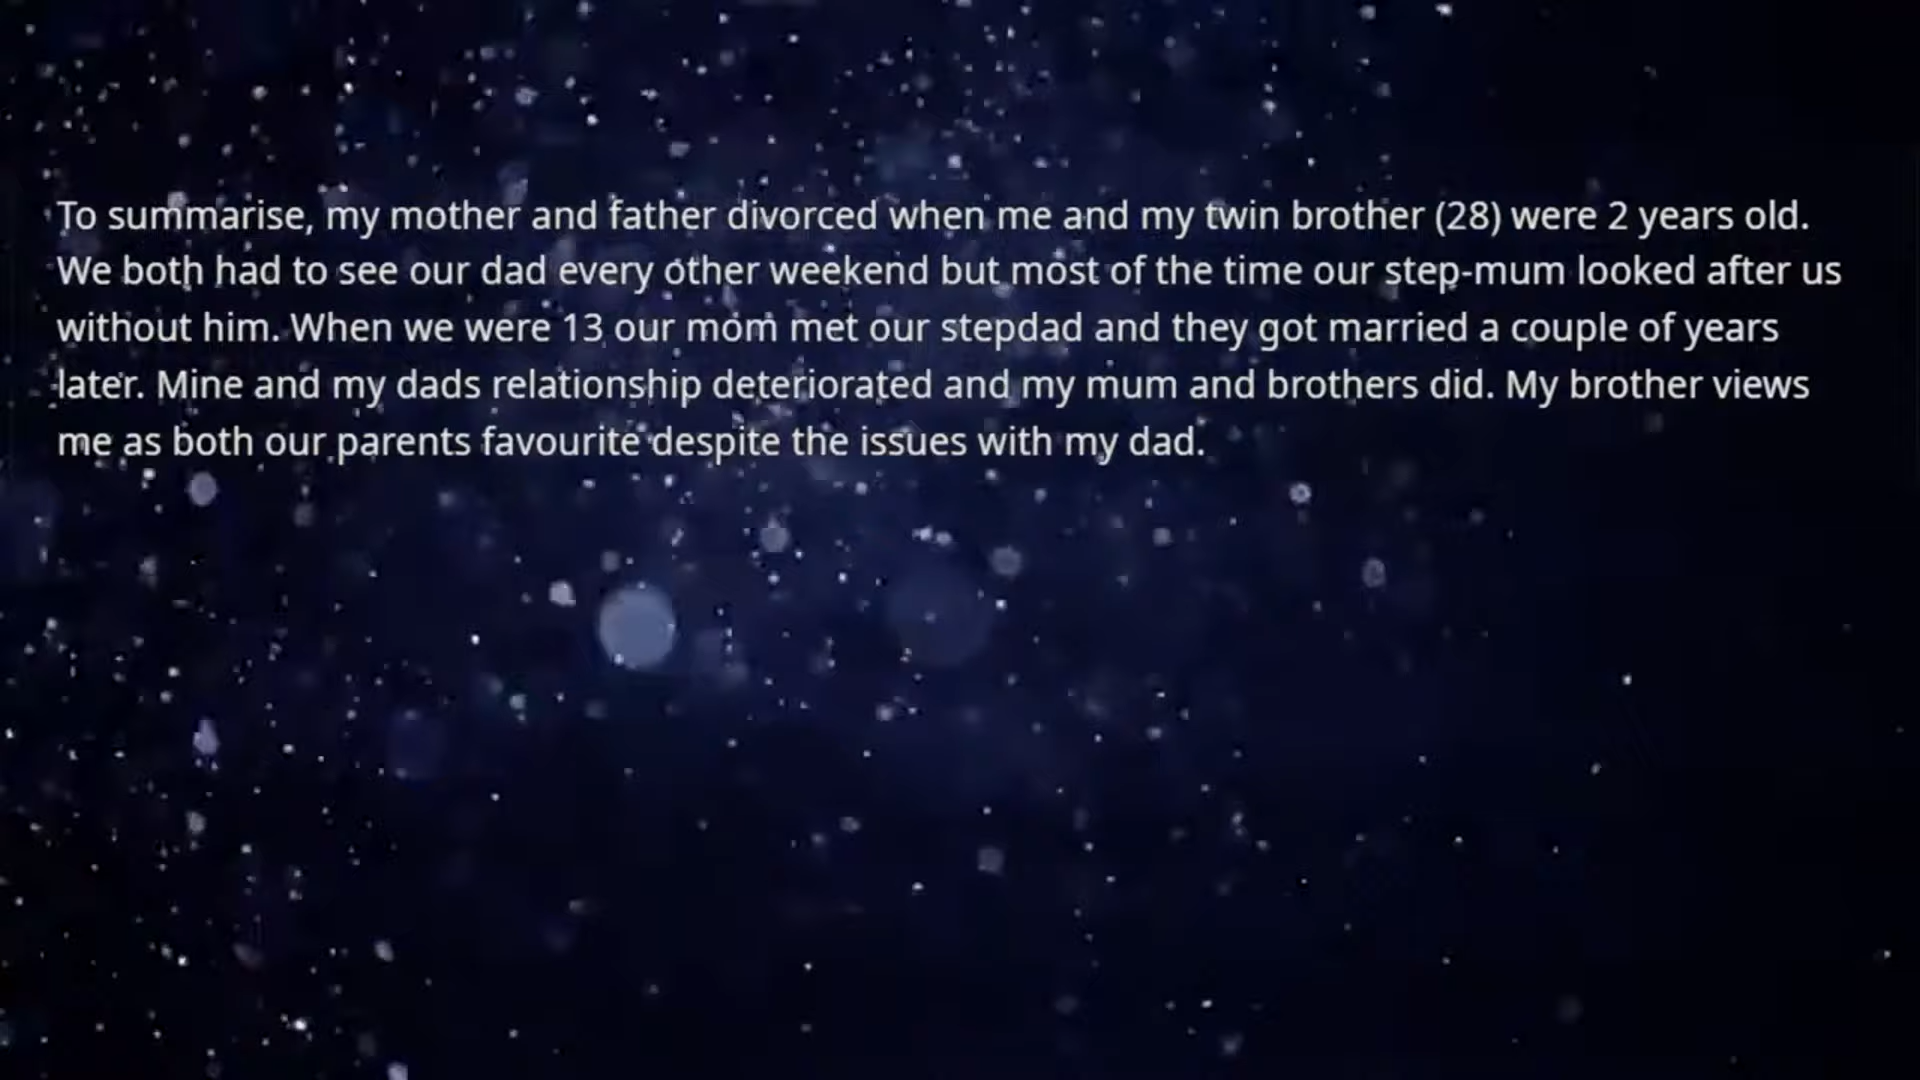 To summarise, my mother and father divorced when me and my twin brother (28) were 2 years old.
We both had to see our dad every other weekend but most of the time our step-mum looked after us
without him. When we were 13 our mom met our stepdad and they got married a couple of years
later. Mine and my dads relationship deteriorated and my mum and brothers did. My brother views
me as both our parents favourite despite the issues with my dad.